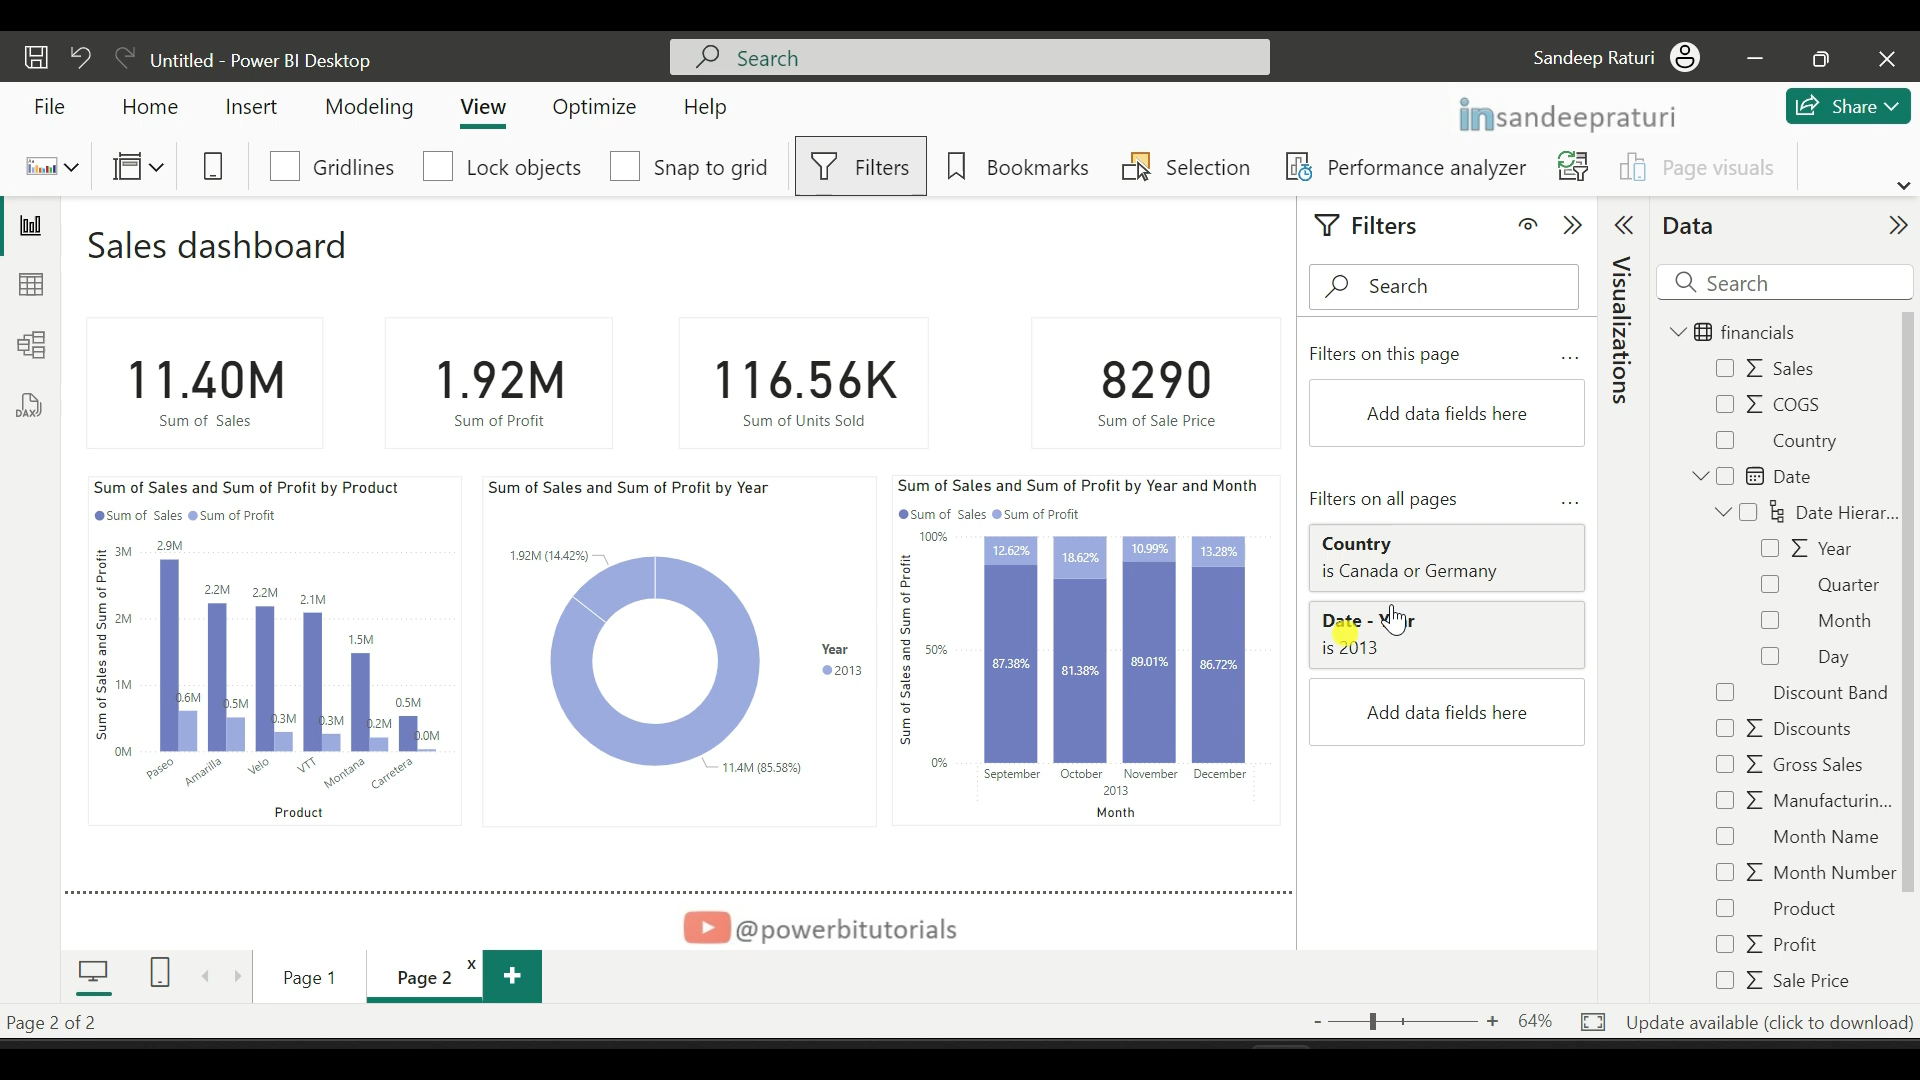 Untitled - Power BI Desktop
Search
Sandeep Raturi
File Home Insert Modeling View Optimize Help
insandeepraturi
Share
Gridlines Lock objects Snap to grid Filters Bookmarks Selection Performance analyzer Page visuals
Sales dashboard
11.40M
Sum of Sales
1.92M
Sum of Profit
116.56K
Sum of Units Sold
8290
Sum of Sale Price
Sum of Sales and Sum of Profit by Product
Sum of Sales Sum of Profit
Sum of Sales and Sum of Profit
3M
2M
1M
0M
2.9M
2.2M
2.2M
2.1M
1.5M
0.5M
0.6M
0.5M
0.3M
0.3M
0.2M
0.0M
Paseo
Amarilla
Velo
VTT
Montana
Carretera
Product
Sum of Sales and Sum of Profit by Year
1.92M (14.42%)
11.4M (85.58%)
Year
2013
Sum of Sales and Sum of Profit by Year and Month
Sum of Sales Sum of Profit
Sum of Sales and Sum of Profit
100%
50%
0%
12.62% 18.62% 10.99% 13.28%
87.38% 81.38% 89.01% 86.72%
September October November December
2013
Month
@powerbitutorials
Filters
Search
Filters on this page ...
Add data fields here
Filters on all pages ...
Country
is Canada or Germany
Date -
is 2013
Add data fields here
Visualizations
Data
Search
financials
Sales
COGS
Country
Date
Date Hierar...
Year
Quarter
Month
Day
Discount Band
Discounts
Gross Sales
Manufacturin...
Month Name
Month Number
Product
Profit
Sale Price
DAX
Page 1 Page 2 x +
Page 2 of 2
- + 64%
Update available (click to download)